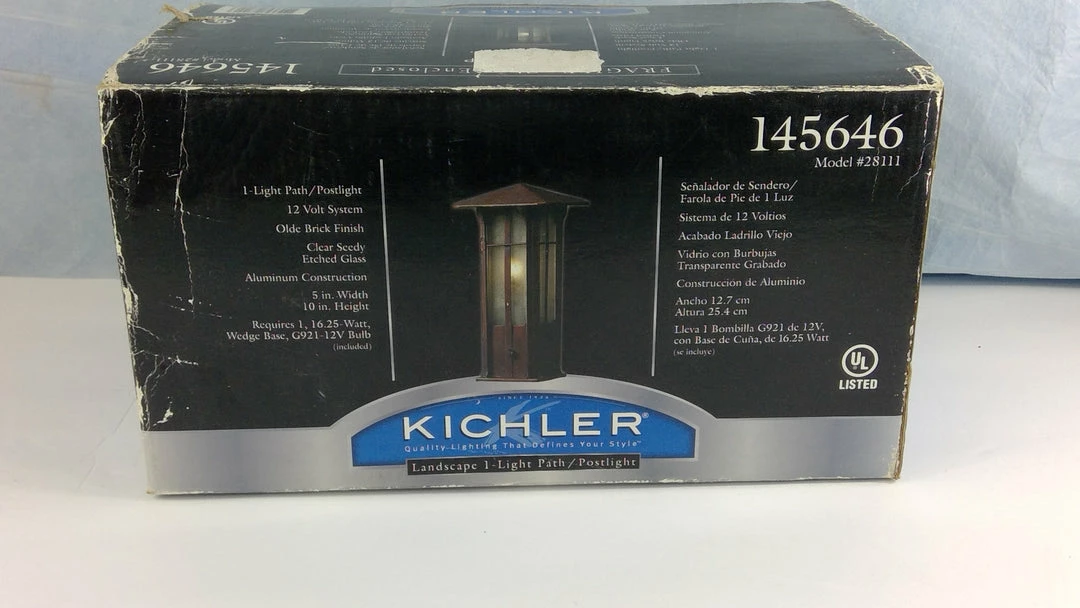 145646
FRAG
Enclosed
145646
Model #28111
1-Light Path/Postlight
12 Volt System
Olde Brick Finish
Clear Seedy
Etched Glass
Aluminum Construction
5 in. Width
10 in. Height
Requires 1, 16.25-Watt,
Wedge Base, G921-12V Bulb
(included)
Señalador de Sendero/
Farola de Pie de 1 Luz
Sistema de 12 Voltios
Acabado Ladrillo Viejo
Vidrio con Burbujas
Transparente Grabado
Construcción de Aluminio
Ancho 12.7 cm
Altura 25.4 cm
Lleva 1 Bombilla G921 de 12V,
con Base de Cuña, de 16.25 Watt
(se incluye)
UL
LISTED
KICHLER®
Quality Lighting That Defines Your Style™
Landscape 1-Light Path/Postlight